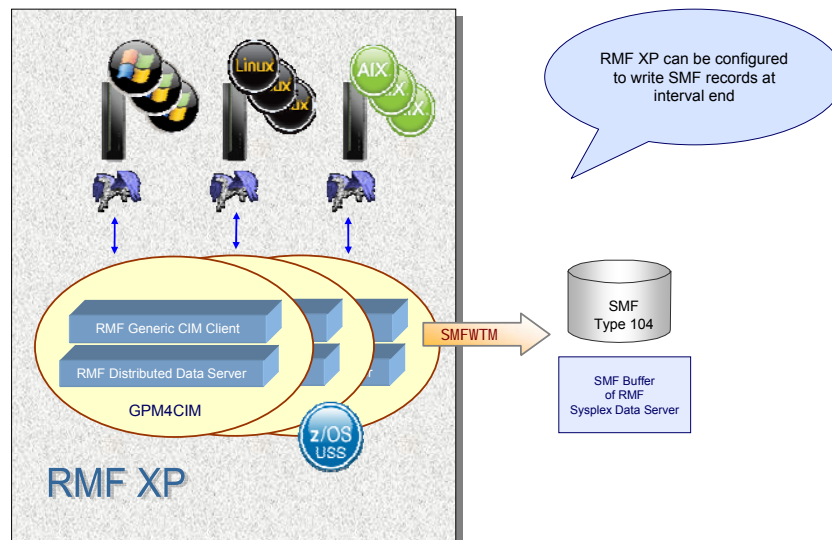 RMF XP can be configured
to write SMF records at
interval end
Linux
AIX
RMF Generic CIM Client
RMF Distributed Data Server
GPM4CIM
SMFWTM
z/OS
USS
SMF
Type 104
SMF Buffer
of RMF
Sysplex Data Server
RMF XP